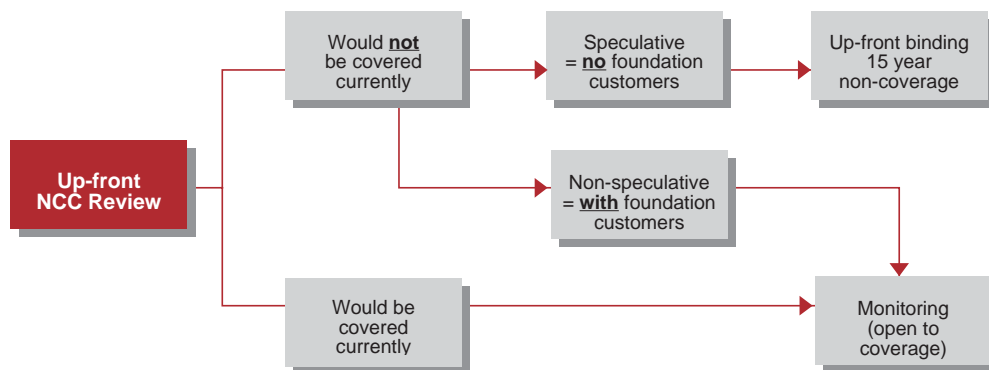 Would not
be covered
currently
Speculative
= no foundation
customers
Up-front binding
15 year
non-coverage
Up-front
NCC Review
Non-speculative
= with foundation
customers
Would be
covered
currently
Monitoring
(open to
coverage)